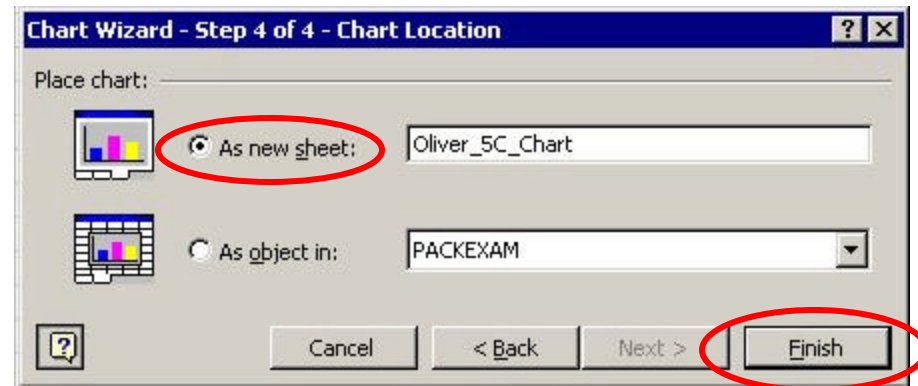 Chart Wizard - Step 4 of 4 - Chart Location ? ×
Place chart:
As new sheet: Oliver_5C_Chart
As object in: PACKEXAM
? Cancel < Back Next > Finish